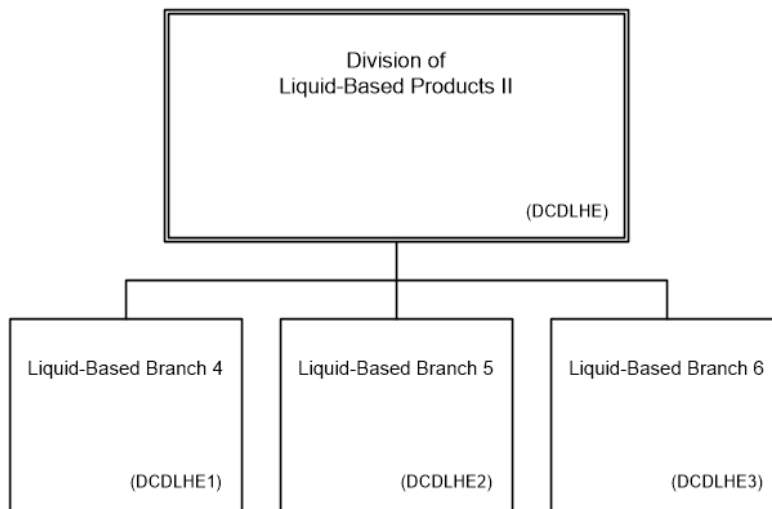 Division of
Liquid-Based Products II
(DCDLHE)
Liquid-Based Branch 4
(DCDLHE1)
Liquid-Based Branch 5
(DCDLHE2)
Liquid-Based Branch 6
(DCDLHE3)